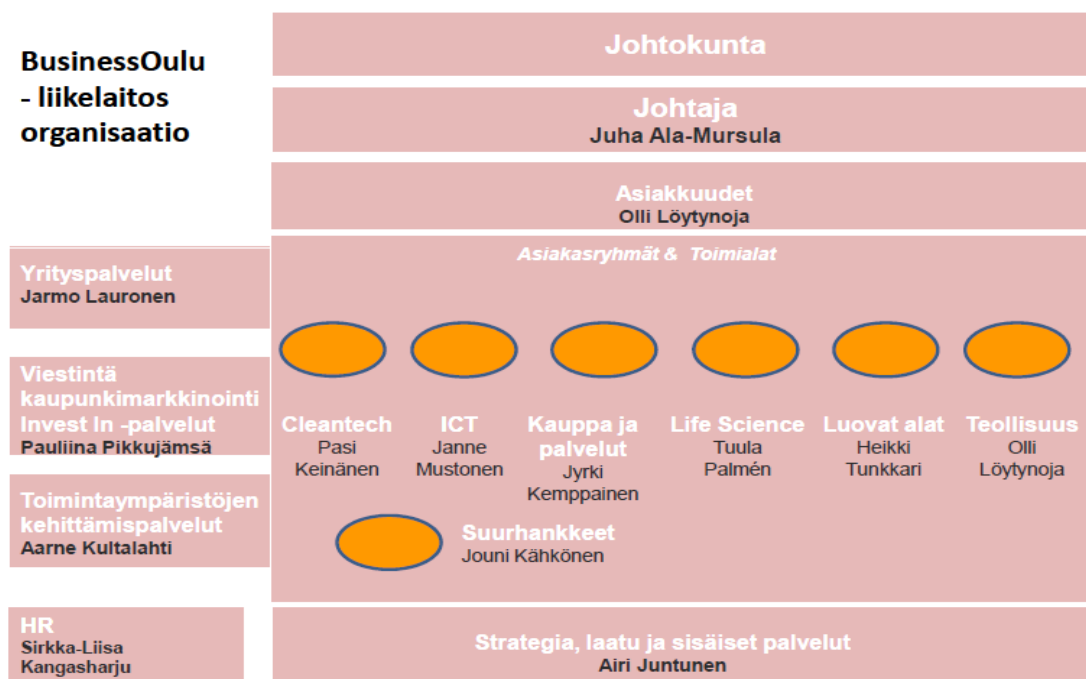 BusinessOulu
- liikelaitos
organisaatio
Johtokunta
Johtaja
Juha Ala-Mursula
Asiakkuudet
Olli Löytynoja
Asiakasryhmät & Toimialat
Yrityspalvelut
Jarmo Lauronen
Viestintä
kaupunkimarkkinointi
Invest In -palvelut
Pauliina Pikkujämsä
Toimintaympäristöjen
kehittämispalvelut
Aarne Kultalahti
Cleantech
Pasi
Keinänen
ICT
Janne
Mustonen
Kauppa ja
palvelut
Jyrki
Kemppainen
Life Science
Tuula
Palmén
Luovat alat
Heikki
Tunkkari
Teollisuus
Olli
Löytynoja
Suurhankkeet
Jouni Kähkönen
HR
Sirkka-Liisa
Kangasharju
Strategia, laatu ja sisäiset palvelut
Airi Juntunen